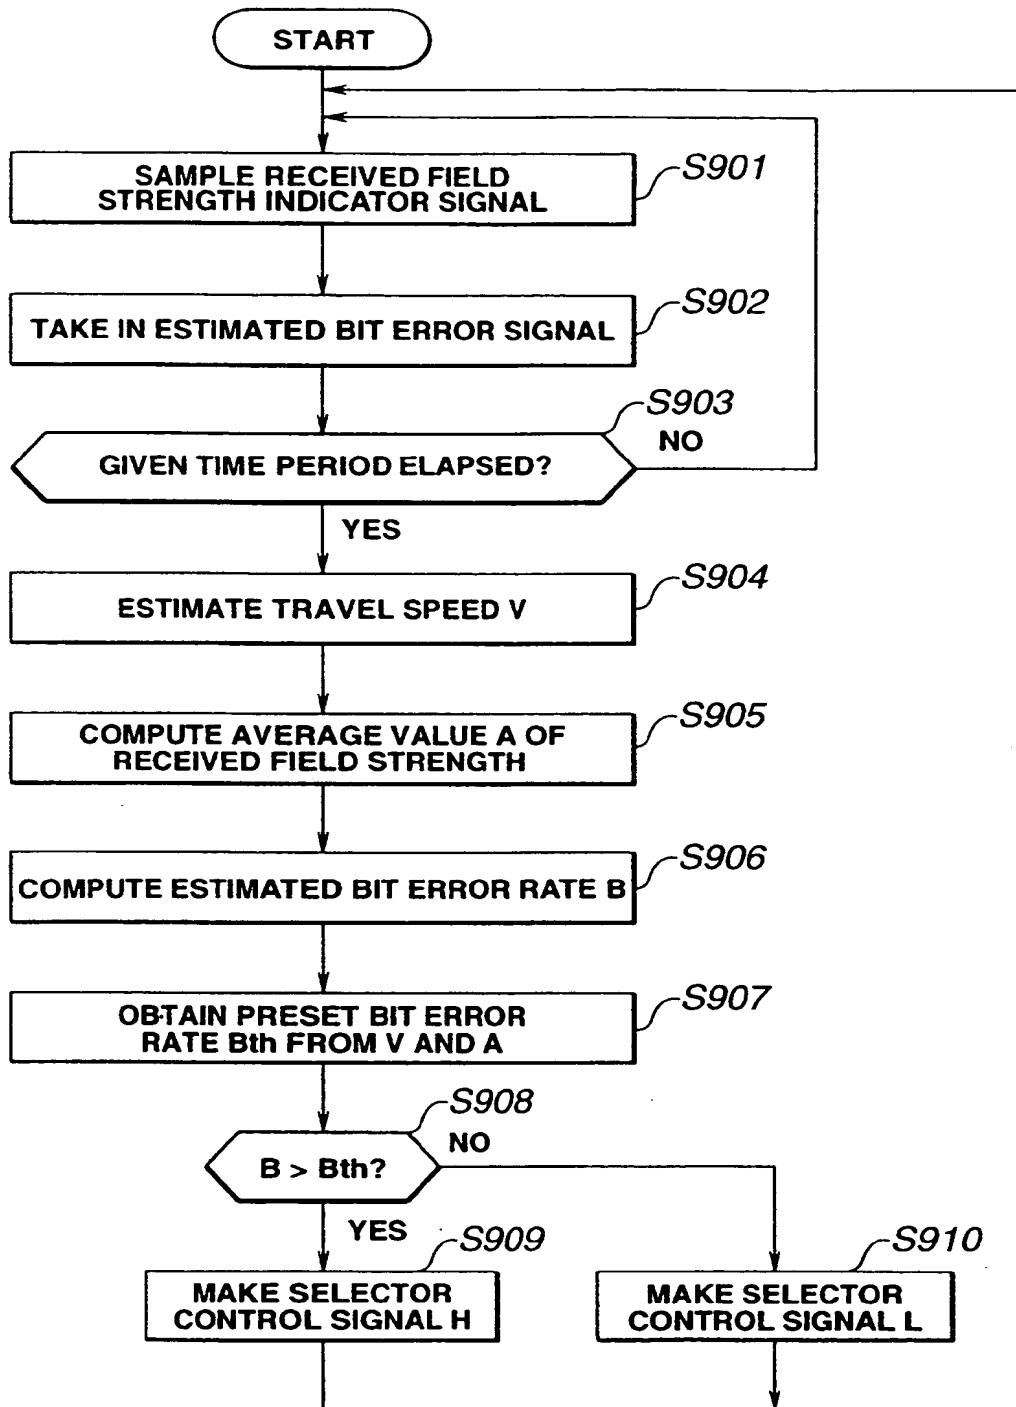 START
SAMPLE RECEIVED FIELD
STRENGTH INDICATOR SIGNAL
S901
TAKE IN ESTIMATED BIT ERROR SIGNAL
S902
GIVEN TIME PERIOD ELAPSED?
S903
NO
YES
ESTIMATE TRAVEL SPEED V
S904
COMPUTE AVERAGE VALUE A OF
RECEIVED FIELD STRENGTH
S905
COMPUTE ESTIMATED BIT ERROR RATE B
S906
OBTAIN PRESET BIT ERROR
RATE Bth FROM V AND A
S907
B > Bth?
S908
NO
YES
MAKE SELECTOR
CONTROL SIGNAL H
S909
MAKE SELECTOR
CONTROL SIGNAL L
S910